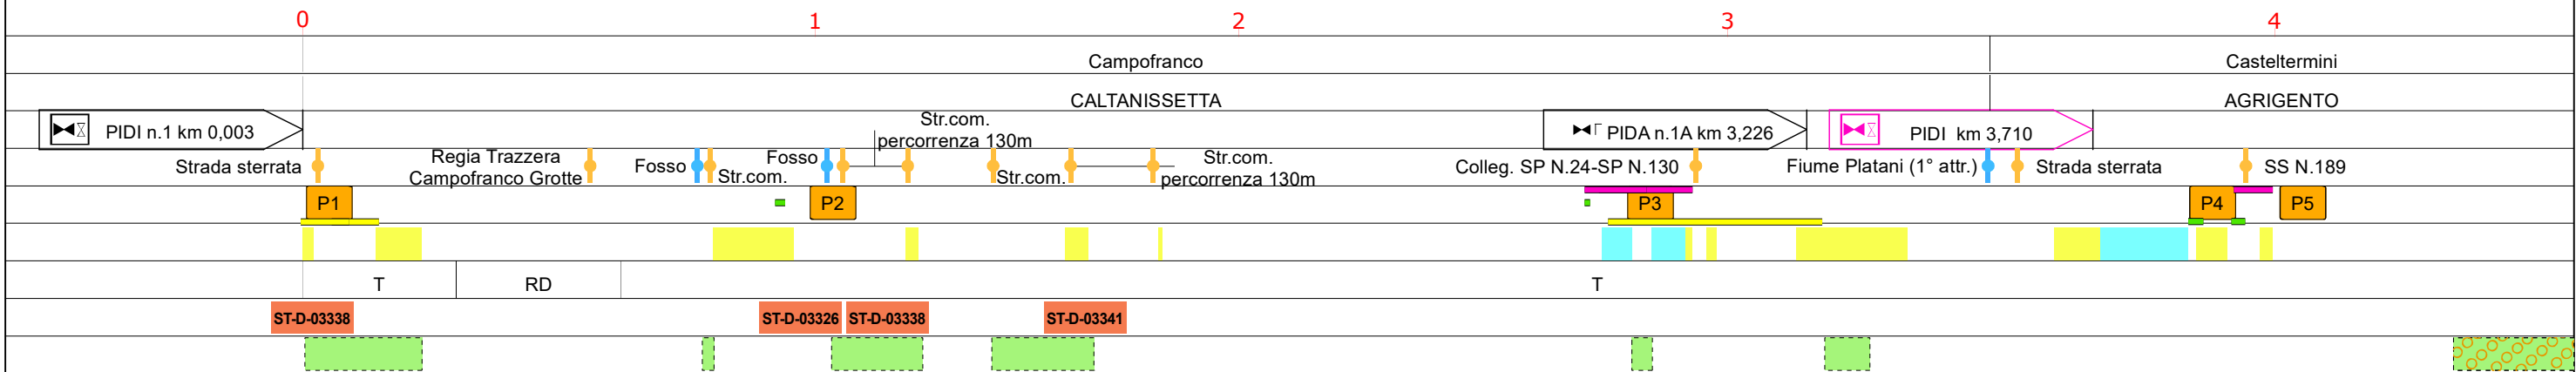 0 1 2 3 4
Campofranco Casteltermini
CALTANISSETTA AGRIGENTO
PIDI n.1 km 0,003
PIDA n.1A km 3,226
PIDI km 3,710
Strada sterrata
Regia Trazzera
Campofranco Grotte
Fosso
Str.com.
Fosso
Str.com.
percorrenza 130m
Str.com.
Str.com.
percorrenza 130m
Colleg. SP N.24-SP N.130
Fiume Platani (1° attr.)
Strada sterrata
SS N.189
P1 P2 P3 P4 P5
T RD T
ST-D-03338 ST-D-03326 ST-D-03338 ST-D-03341